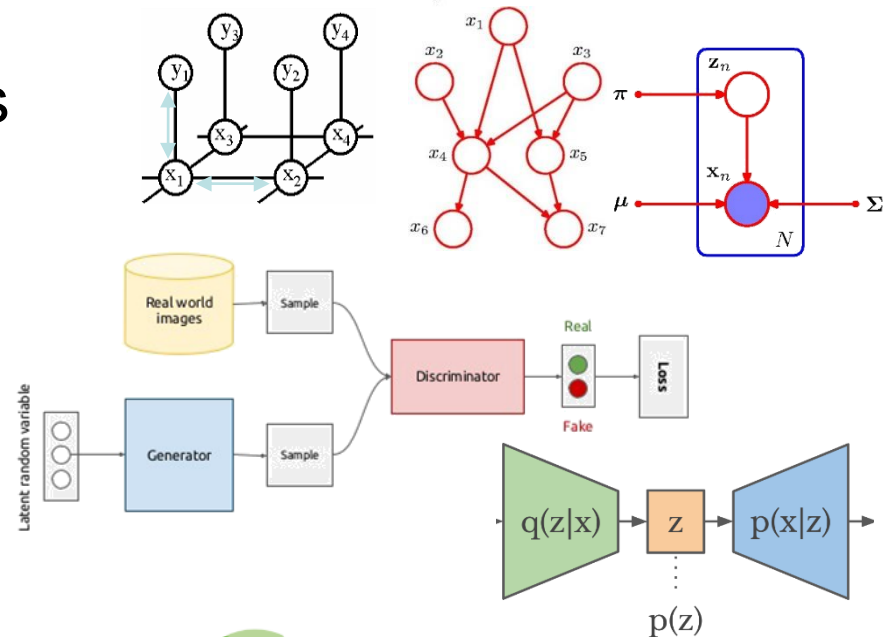 s
y₃
y₄
y₁
y₂
x₃
x₄
x₁
x₂
x₁
x₂
x₃
x₄
x₅
x₆
x₇
π
zₙ
xₙ
μ
Σ
N
Real world
images
Sample
Latent random variable
Generator
Sample
Discriminator
Real
Fake
Loss
q(z|x)
z
p(x|z)
p(z)